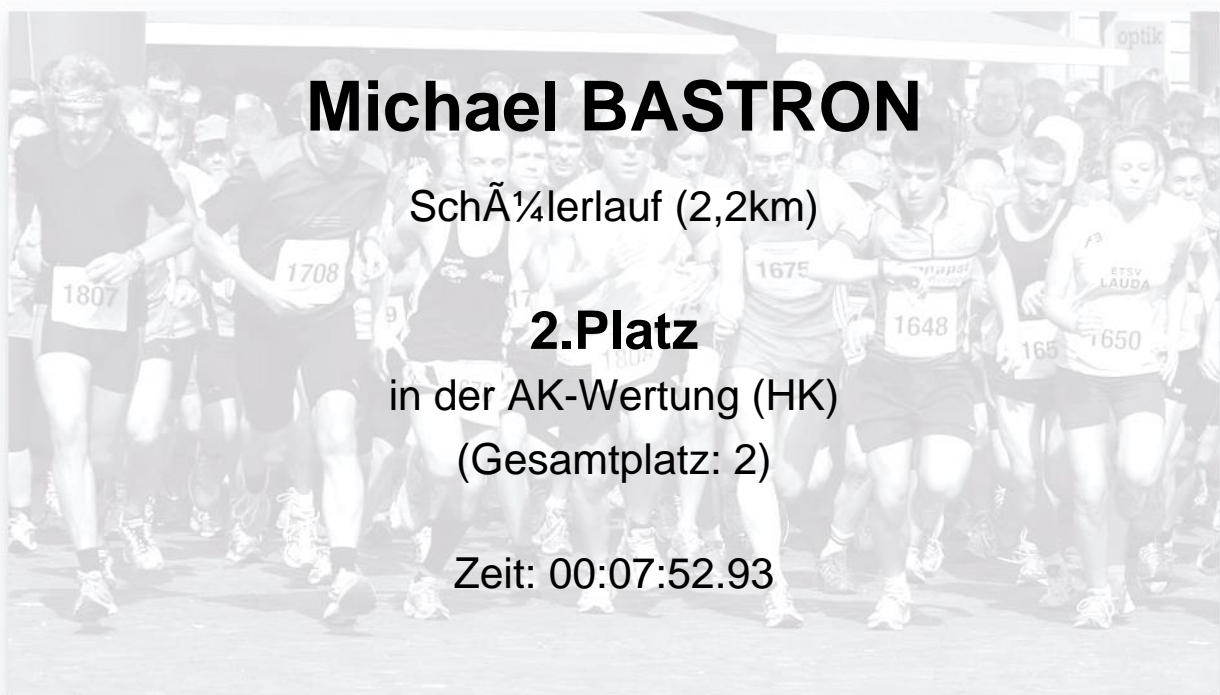 optik
Michael BASTRON
SchÃ¼lerlauf (2,2km)
1708
1807
1675
1648
1650
165
ETSV
LAUDA
2.Platz
in der AK-Wertung (HK)
(Gesamtplatz: 2)
Zeit: 00:07:52.93